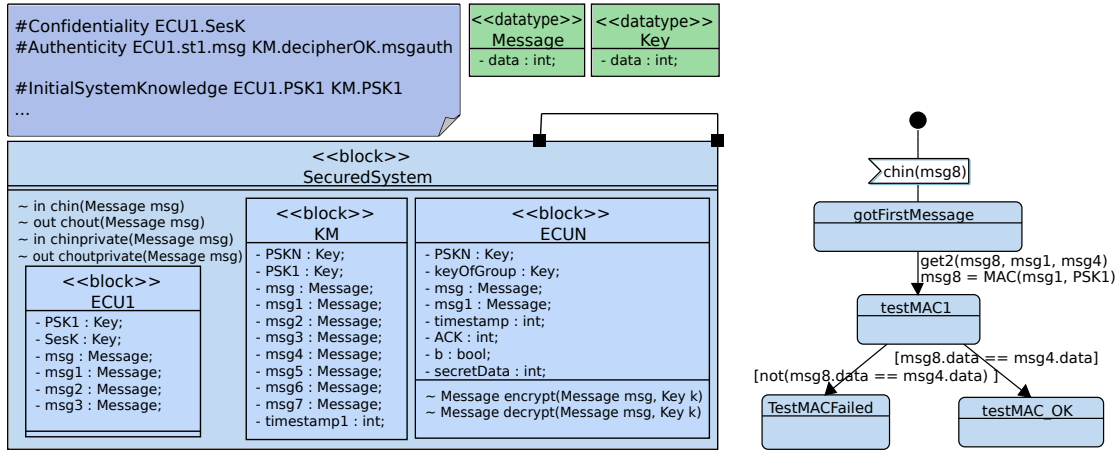 #Confidentiality ECU1.SesK
#Authenticity ECU1.st1.msg KM.decipherOK.msgauth
#InitialSystemKnowledge ECU1.PSK1 KM.PSK1
...
<<datatype>>
Message
- data : int;
<<datatype>>
Key
- data : int;
<<block>>
SecuredSystem
~ in chin(Message msg)
~ out chout(Message msg)
~ in chinprivate(Message msg)
~ out choutprivate(Message msg)
<<block>>
ECU1
- PSK1 : Key;
- SesK : Key;
- msg : Message;
- msg1 : Message;
- msg2 : Message;
- msg3 : Message;
<<block>>
KM
- PSKN : Key;
- PSK1 : Key;
- msg : Message;
- msg1 : Message;
- msg2 : Message;
- msg3 : Message;
- msg4 : Message;
- msg5 : Message;
- msg6 : Message;
- msg7 : Message;
- timestamp1 : int;
<<block>>
ECUN
- PSKN : Key;
- keyOfGroup : Key;
- msg : Message;
- msg1 : Message;
- timestamp : int;
- ACK : int;
- b : bool;
- secretData : int;
~ Message encrypt(Message msg, Key k)
~ Message decrypt(Message msg, Key k)
chin(msg8)
gotFirstMessage
get2(msg8, msg1, msg4)
msg8 = MAC(msg1, PSK1)
testMAC1
[msg8.data == msg4.data]
[not(msg8.data == msg4.data) ]
TestMACFailed
testMAC_OK